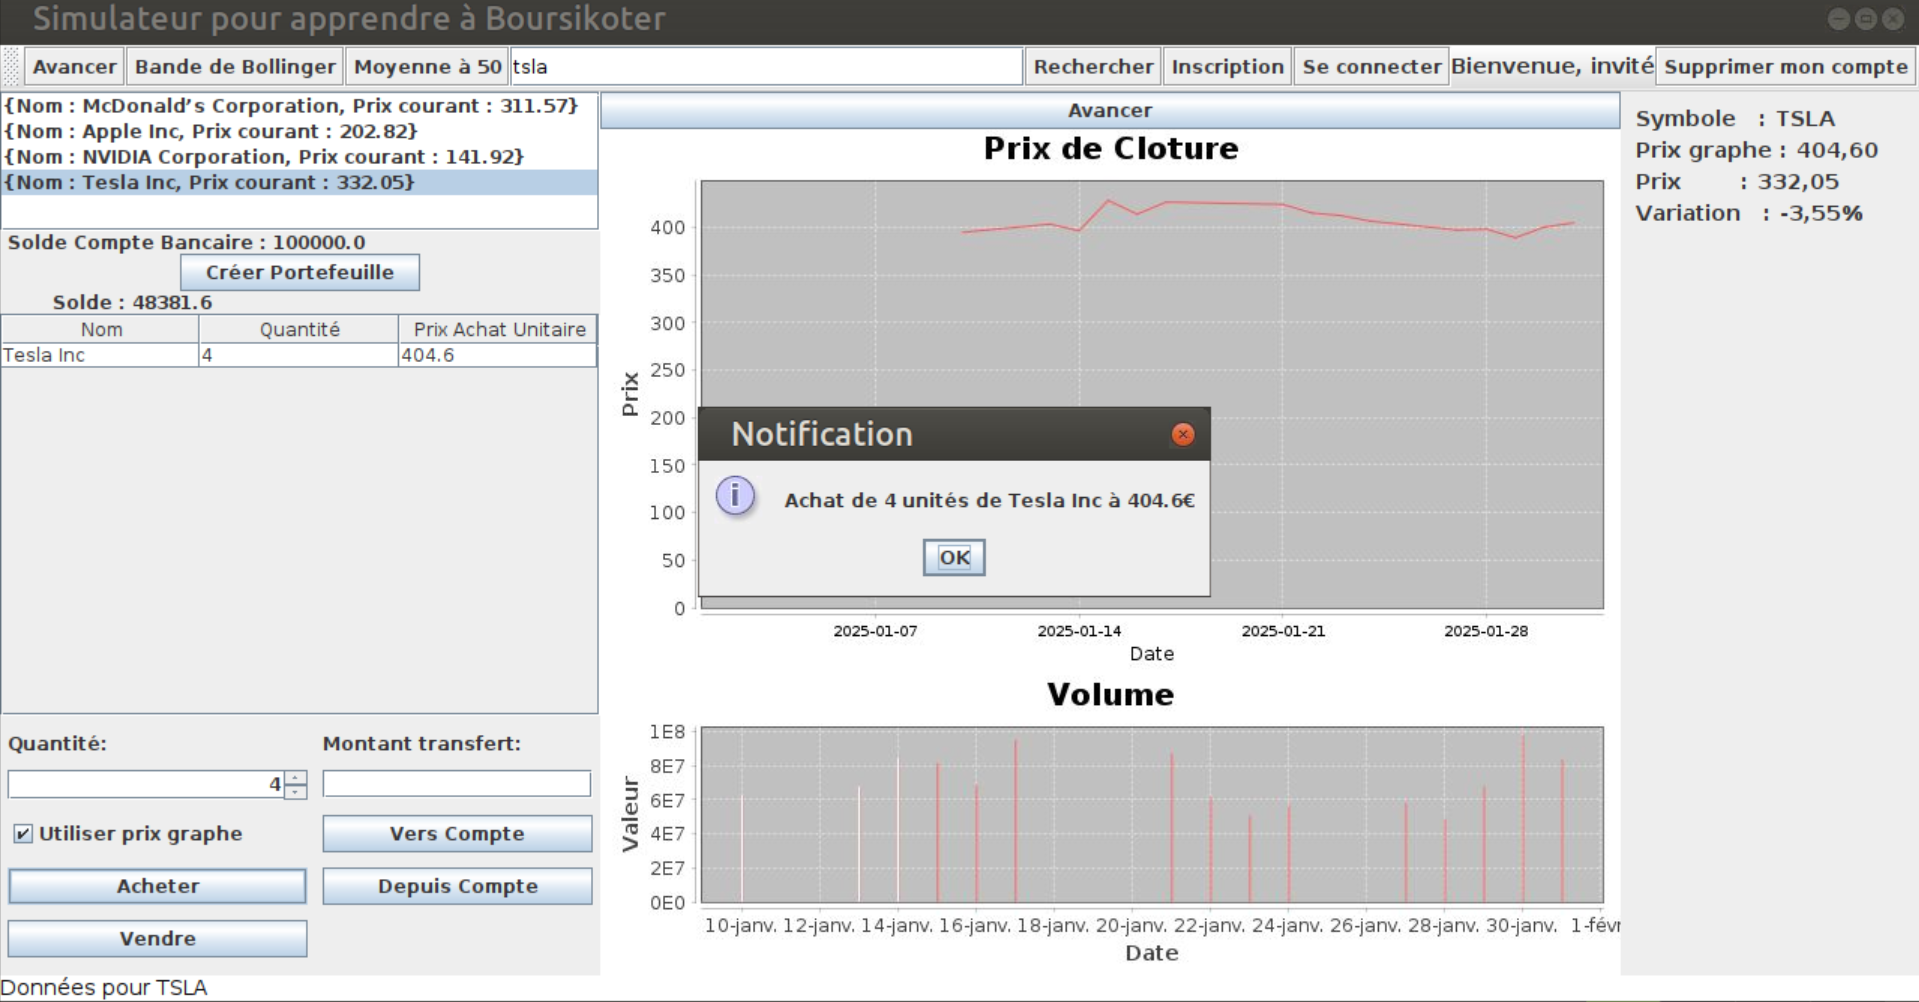 Simulateur pour apprendre à Boursikoter
Avancer Bande de Bollinger Moyenne à 50 tsla Rechercher Inscription Se connecter Bienvenue, invité Supprimer mon compte
{Nom : McDonald's Corporation, Prix courant : 311.57}
{Nom : Apple Inc, Prix courant : 202.82}
{Nom : NVIDIA Corporation, Prix courant : 141.92}
{Nom : Tesla Inc, Prix courant : 332.05}
Solde Compte Bancaire : 100000.0
Créer Portefeuille
Solde : 48381.6
Nom Quantité Prix Achat Unitaire
Tesla Inc 4 404.6
Quantité: Montant transfert:
4
Utiliser prix graphe Vers Compte
Acheter Depuis Compte
Vendre
Avancer
Prix de Cloture
Prix
400
350
300
250
200
150
100
50
0
2025-01-07 2025-01-14 2025-01-21 2025-01-28
Date
Notification
i
Achat de 4 unités de Tesla Inc à 404.6€
OK
Volume
Valeur
1E8
8E7
6E7
4E7
2E7
0E0
10-janv. 12-janv. 14-janv. 16-janv. 18-janv. 20-janv. 22-janv. 24-janv. 26-janv. 28-janv. 30-janv. 1-févr
Date
Symbole : TSLA
Prix graphe : 404,60
Prix : 332,05
Variation : -3,55%
Données pour TSLA